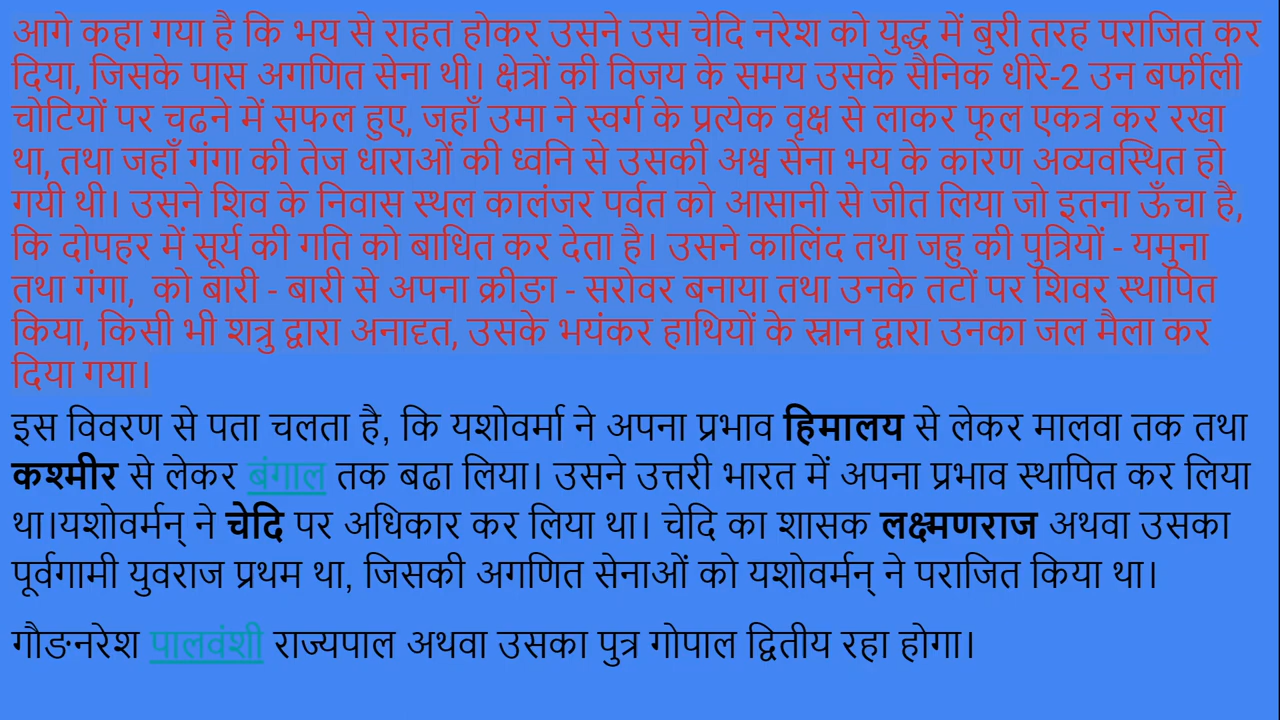 आगे कहा गया है कि भय से राहत होकर उसने उस चेदि नरेश को युद्ध में बुरी तरह पराजित कर
दिया, जिसके पास अगणित सेना थी। क्षेत्रों की विजय के समय उसके सैनिक धीरे-2 उन बर्फीली
चोटियों पर चढने में सफल हुए, जहाँ उमा ने स्वर्ग के प्रत्येक वृक्ष से लाकर फूल एकत्र कर रखा
था, तथा जहाँ गंगा की तेज धाराओं की ध्वनि से उसकी अश्व सेना भय के कारण अव्यवस्थित हो
गयी थी। उसने शिव के निवास स्थल कालंजर पर्वत को आसानी से जीत लिया जो इतना ऊँचा है,
कि दोपहर में सूर्य की गति को बाधित कर देता है। उसने कालिंद तथा जहु की पुत्रियों - यमुना
तथा गंगा,  को बारी - बारी से अपना क्रीङा - सरोवर बनाया तथा उनके तटों पर शिवर स्थापित
किया, किसी भी शत्रु द्वारा अनादृत, उसके भयंकर हाथियों के स्नान द्वारा उनका जल मैला कर
दिया गया।
इस विवरण से पता चलता है, कि यशोवर्मा ने अपना प्रभाव हिमालय से लेकर मालवा तक तथा
कश्मीर से लेकर बंगाल तक बढा लिया। उसने उत्तरी भारत में अपना प्रभाव स्थापित कर लिया
था।यशोवर्मन् ने चेदि पर अधिकार कर लिया था। चेदि का शासक लक्ष्मणराज अथवा उसका
पूर्वगामी युवराज प्रथम था, जिसकी अगणित सेनाओं को यशोवर्मन् ने पराजित किया था।
गौङनरेश पालवंशी राज्यपाल अथवा उसका पुत्र गोपाल द्वितीय रहा होगा।